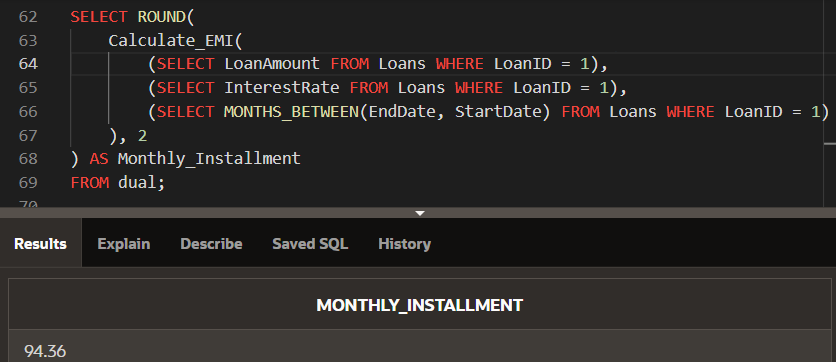 62 SELECT ROUND(
63 Calculate_EMI(
64 (SELECT LoanAmount FROM Loans WHERE LoanID = 1),
65 (SELECT InterestRate FROM Loans WHERE LoanID = 1),
66 (SELECT MONTHS_BETWEEN(EndDate, StartDate) FROM Loans WHERE LoanID = 1)
67 ), 2
68 ) AS Monthly_Installment
69 FROM dual;
70
Results Explain Describe Saved SQL History
MONTHLY_INSTALLMENT
94.36